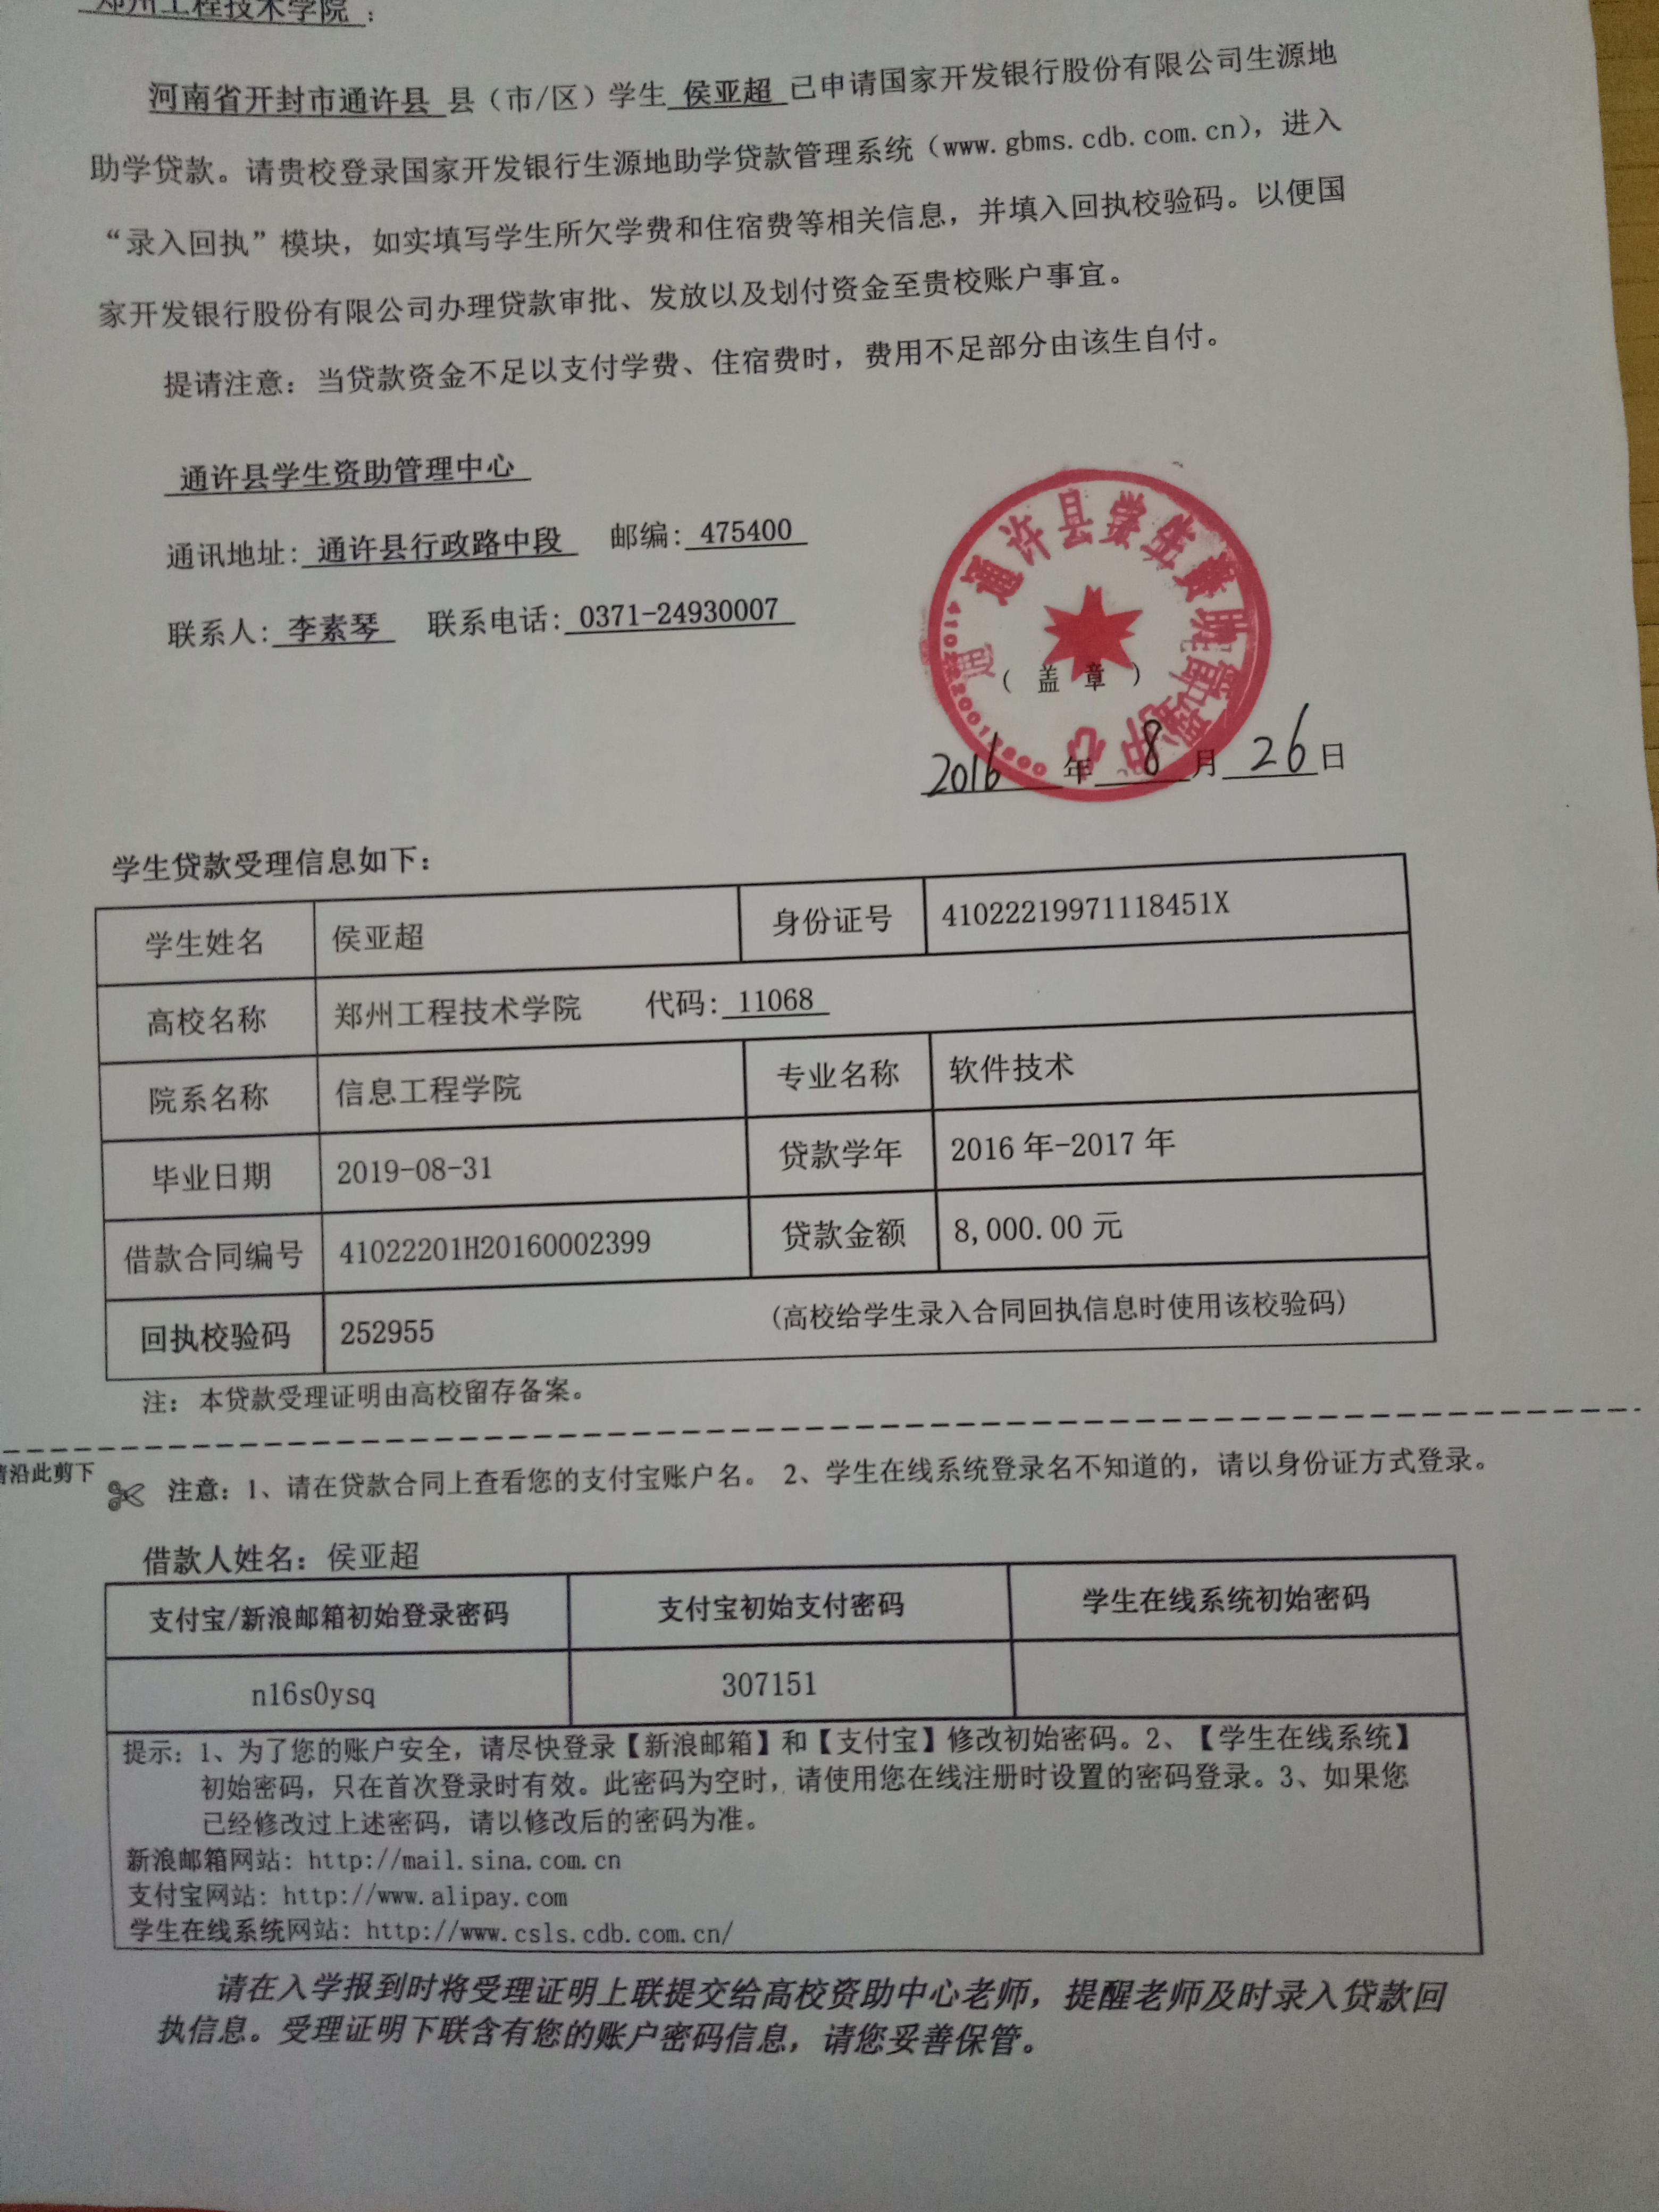 郑州工程技术学院：
河南省开封市通许县 县（市/区）学生 侯亚超 已申请国家开发银行股份有限公司生源地
助学贷款。请贵校登录国家开发银行生源地助学贷款管理系统（www.gbms.cdb.com.cn），进入
“录入回执”模块，如实填写学生所欠学费和住宿费等相关信息，并填入回执校验码。以便国
家开发银行股份有限公司办理贷款审批、发放以及划付资金至贵校账户事宜。
提请注意：当贷款资金不足以支付学费、住宿费时，费用不足部分由该生自付。
通许县学生资助管理中心
通讯地址：通许县行政路中段 邮编：475400
联系人：李素琴 联系电话：0371-24930007
通许县学生资助管理中心
（盖章）
2016年8月26日
学生贷款受理信息如下：
学生姓名 侯亚超 身份证号 41022219971118451X
高校名称 郑州工程技术学院 代码：11068
院系名称 信息工程学院 专业名称 软件技术
毕业日期 2019-08-31 贷款学年 2016年-2017年
借款合同编号 41022201H20160002399 贷款金额 8,000.00元
回执校验码 252955 (高校给学生录入合同回执信息时使用该校验码)
注：本贷款受理证明由高校留存备案。
请沿此剪下
注意：1、请在贷款合同上查看您的支付宝账户名。 2、学生在线系统登录名不知道的，请以身份证方式登录。
借款人姓名：侯亚超
支付宝/新浪邮箱初始登录密码 支付宝初始支付密码 学生在线系统初始密码
n16s0ysq 307151
提示：1、为了您的账户安全，请尽快登录【新浪邮箱】和【支付宝】修改初始密码。2、【学生在线系统】
初始密码，只在首次登录时有效。此密码为空时，请使用您在线注册时设置的密码登录。3、如果您
已经修改过上述密码，请以修改后的密码为准。
新浪邮箱网站：http://mail.sina.com.cn
支付宝网站：http://www.alipay.com
学生在线系统网站：http://www.csls.cdb.com.cn/
请在入学报到时将受理证明上联提交给高校资助中心老师，提醒老师及时录入贷款回
执信息。受理证明下联含有您的账户密码信息，请您妥善保管。